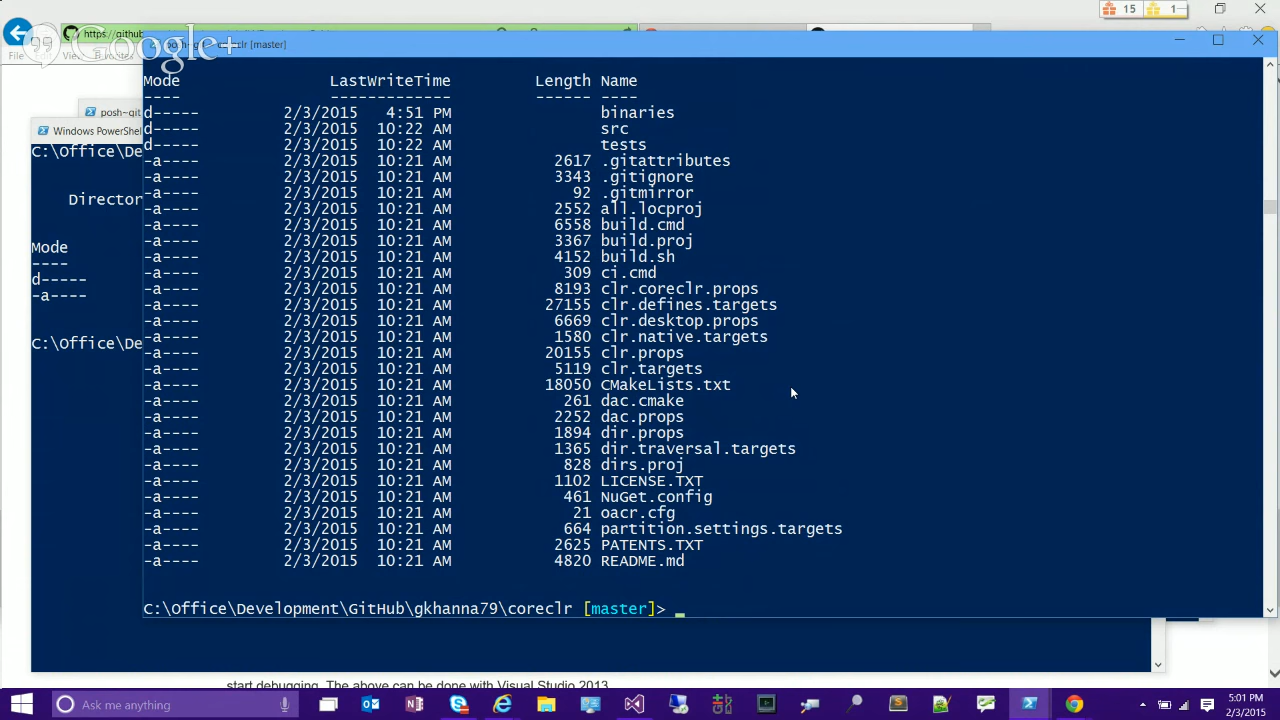 https://github
15
1
Google+
posh~git
clr [master]
File
Edit
View
Favorites
posh~git
Windows PowerShell
C:\Office\De
Director
Mode
----
d-----
-a----
C:\Office\De
Mode LastWriteTime Length Name
---- ------------- ------ ----
d----- 2/3/2015 4:51 PM binaries
d----- 2/3/2015 10:22 AM src
d----- 2/3/2015 10:22 AM tests
-a---- 2/3/2015 10:21 AM 2617 .gitattributes
-a---- 2/3/2015 10:21 AM 3343 .gitignore
-a---- 2/3/2015 10:21 AM 92 .gitmirror
-a---- 2/3/2015 10:21 AM 2552 all.locproj
-a---- 2/3/2015 10:21 AM 6558 build.cmd
-a---- 2/3/2015 10:21 AM 3367 build.proj
-a---- 2/3/2015 10:21 AM 4152 build.sh
-a---- 2/3/2015 10:21 AM 309 ci.cmd
-a---- 2/3/2015 10:21 AM 8193 clr.coreclr.props
-a---- 2/3/2015 10:21 AM 27155 clr.defines.targets
-a---- 2/3/2015 10:21 AM 6669 clr.desktop.props
-a---- 2/3/2015 10:21 AM 1580 clr.native.targets
-a---- 2/3/2015 10:21 AM 20155 clr.props
-a---- 2/3/2015 10:21 AM 5119 clr.targets
-a---- 2/3/2015 10:21 AM 18050 CMakeLists.txt
-a---- 2/3/2015 10:21 AM 261 dac.cmake
-a---- 2/3/2015 10:21 AM 2252 dac.props
-a---- 2/3/2015 10:21 AM 1894 dir.props
-a---- 2/3/2015 10:21 AM 1365 dir.traversal.targets
-a---- 2/3/2015 10:21 AM 828 dirs.proj
-a---- 2/3/2015 10:21 AM 1102 LICENSE.TXT
-a---- 2/3/2015 10:21 AM 461 NuGet.config
-a---- 2/3/2015 10:21 AM 21 oacr.cfg
-a---- 2/3/2015 10:21 AM 664 partition.settings.targets
-a---- 2/3/2015 10:21 AM 2625 PATENTS.TXT
-a---- 2/3/2015 10:21 AM 4820 README.md
C:\Office\Development\GitHub\gkhanna79\coreclr [master]> _
start debugging. The above can be done with Visual Studio 2013
Ask me anything
5:01 PM
2/3/2015